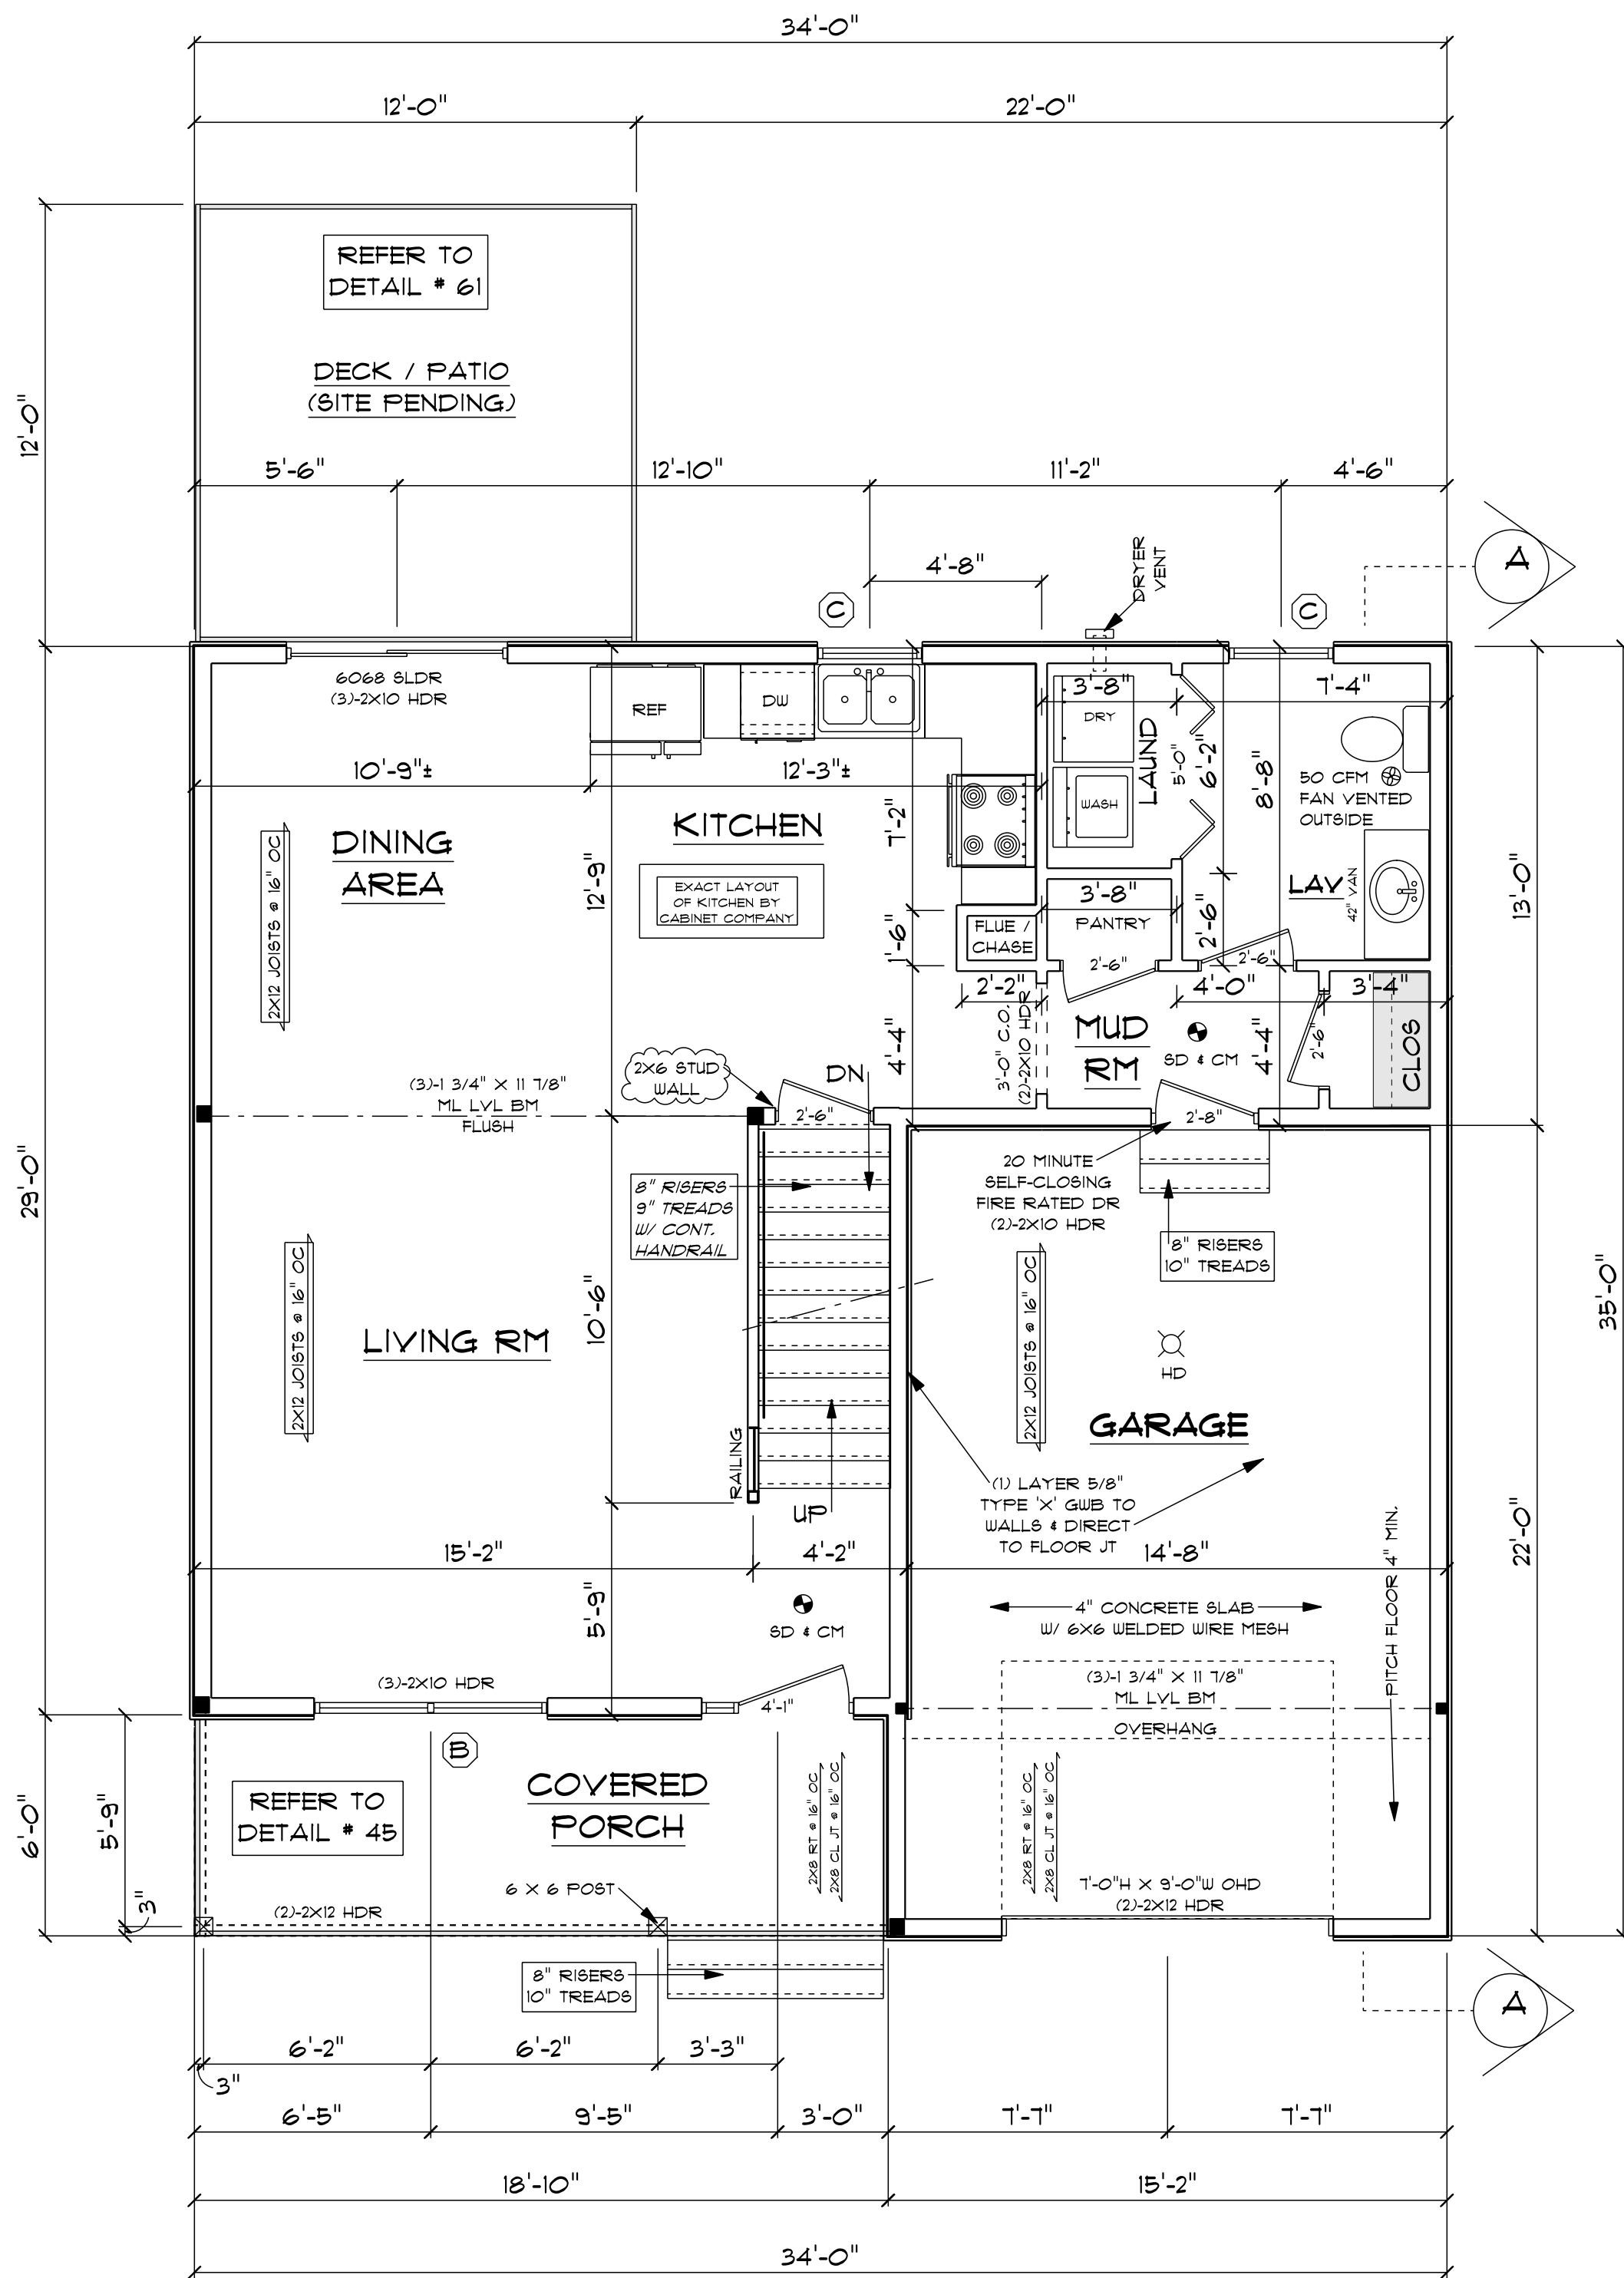 34'-0"
12'-0"
22'-0"
REFER TO
DETAIL # 61
DECK / PATIO
(SITE PENDING)
12'-0"
5'-6"
12'-10"
11'-2"
4'-6"
4'-8"
DRYER
VENT
A
C
C
6068 SLDR
(3)-2X10 HDR
REF
DW
3'-8"
DRY
7'-4"
LAUND
5'-0"
6'-2"
8'-8"
WASH
50 CFM
FAN VENTED
OUTSIDE
10'-9"±
12'-3"±
7'-2"
DINING
AREA
KITCHEN
2X12 JOISTS @ 16" OC
12'-9"
EXACT LAYOUT
OF KITCHEN BY
CABINET COMPANY
LAV
42" VAN
13'-0"
3'-8"
PANTRY
FLUE /
CHASE
1'-6"
2'-6"
2'-6"
2'-6"
2'-2"
4'-0"
3'-4"
3'-0" C.O.
(2)-2X10 HDR
MUD
RM
SD & CM
4'-4"
4'-4"
2'-6"
CLOS
2X6 STUD
WALL
DN
(3)-1 3/4" X 11 7/8"
ML LVL BM
FLUSH
2'-6"
2'-8"
29'-0"
8" RISERS
9" TREADS
W/ CONT.
HANDRAIL
20 MINUTE
SELF-CLOSING
FIRE RATED DR
(2)-2X10 HDR
8" RISERS
10" TREADS
35'-0"
10'-6"
2X12 JOISTS @ 16" OC
2X12 JOISTS @ 16" OC
LIVING RM
HD
GARAGE
RAILING
UP
(1) LAYER 5/8"
TYPE 'X' GWB TO
WALLS & DIRECT
TO FLOOR JT
15'-2"
4'-2"
14'-8"
22'-0"
PITCH FLOOR 4" MIN.
5'-9"
SD & CM
4" CONCRETE SLAB
W/ 6X6 WELDED WIRE MESH
(3)-2X10 HDR
4'-1"
(3)-1 3/4" X 11 7/8"
ML LVL BM
OVERHANG
B
COVERED
PORCH
REFER TO
DETAIL # 45
2X8 RT @ 16" OC
2X8 CL JT @ 16" OC
2X8 RT @ 16" OC
2X8 CL JT @ 16" OC
6'-0"
5'-9"
3"
6 X 6 POST
(2)-2X12 HDR
7'-0"H X 9'-0"W OHD
(2)-2X12 HDR
8" RISERS
10" TREADS
A
6'-2"
6'-2"
3'-3"
3"
6'-5"
9'-5"
3'-0"
7'-7"
7'-7"
18'-10"
15'-2"
34'-0"